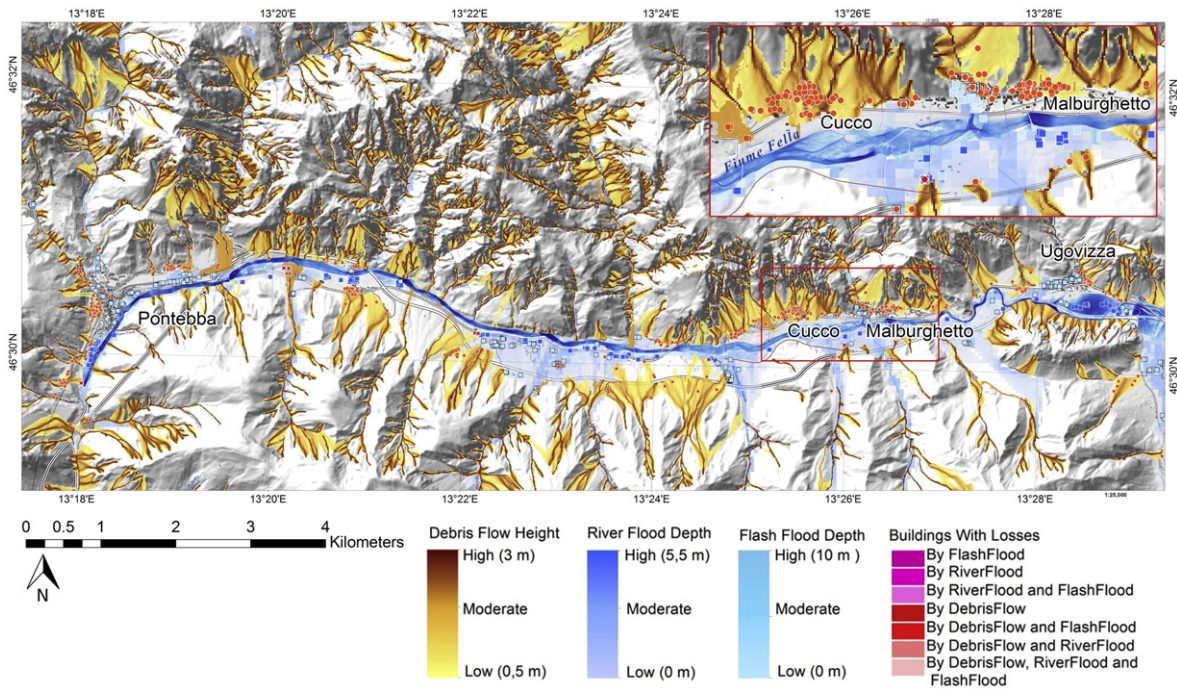 13°18'E 13°20'E 13°22'E 13°24'E 13°26'E 13°28'E
46°32'N
46°32'N
Malburghetto
Cucco
Fiume Fella
Ugovizza
Pontebba
Cucco Malburghetto
46°30'N
46°30'N
13°18'E 13°20'E 13°22'E 13°24'E 13°26'E 13°28'E
1:25,000
0 0.5 1 2 3 4
Kilometers
N
Debris Flow Height
High (3 m)
Moderate
Low (0,5 m)
River Flood Depth
High (5,5 m)
Moderate
Low (0 m)
Flash Flood Depth
High (10 m )
Moderate
Low (0 m)
Buildings With Losses
By FlashFlood
By RiverFlood
By RiverFlood and FlashFlood
By DebrisFlow
By DebrisFlow and FlashFlood
By DebrisFlow and RiverFlood
By DebrisFlow, RiverFlood and
FlashFlood